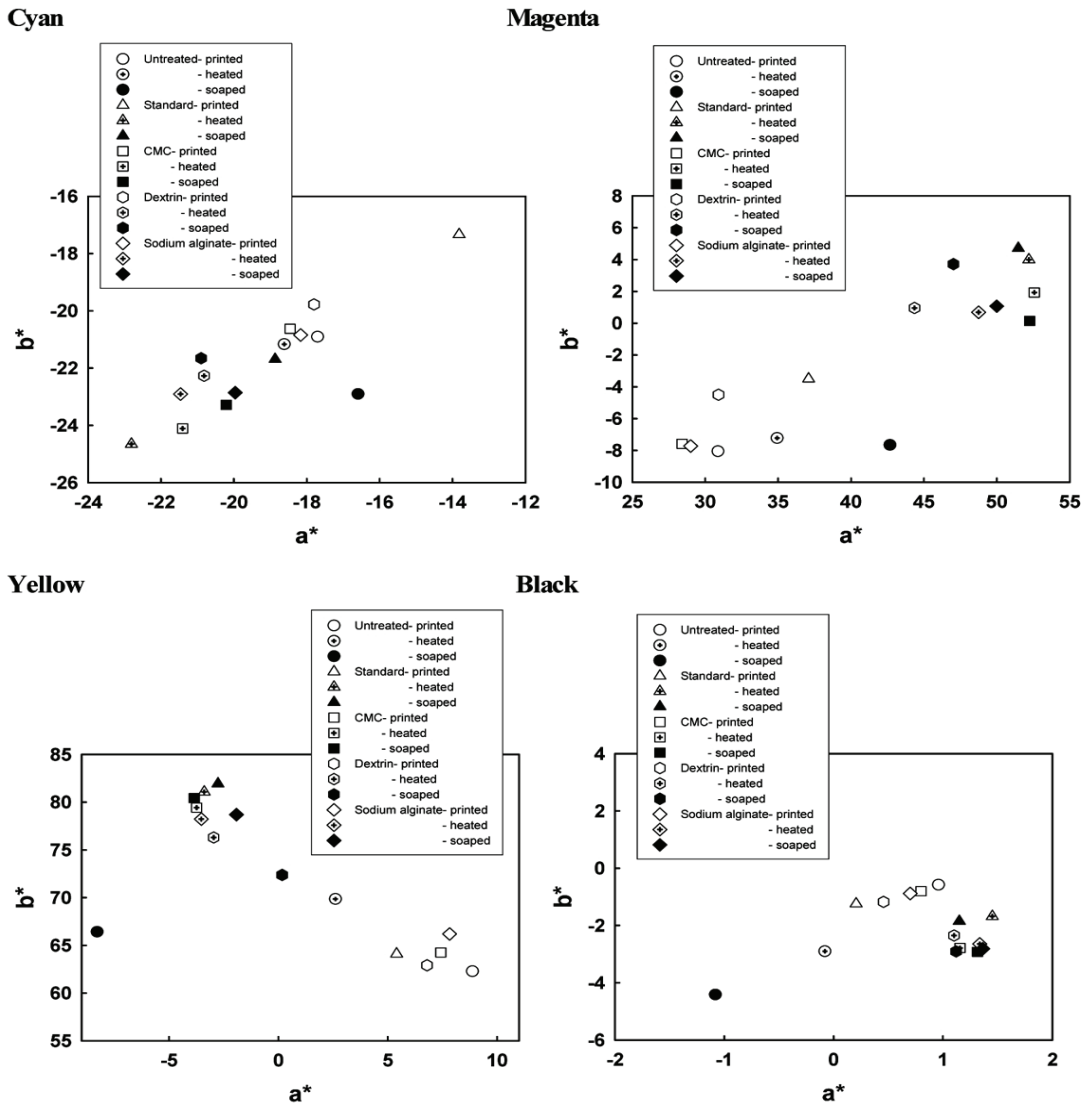 Cyan
Untreated- printed
- heated
- soaped
Standard- printed
- heated
- soaped
CMC- printed
- heated
- soaped
Dextrin- printed
- heated
- soaped
Sodium alginate- printed
- heated
- soaped
-16
-18
-20
-22
-24
-26
b*
-24 -22 -20 -18 -16 -14 -12
a*
Magenta
Untreated- printed
- heated
- soaped
Standard- printed
- heated
- soaped
CMC- printed
- heated
- soaped
Dextrin- printed
- heated
- soaped
Sodium alginate- printed
- heated
- soaped
8
6
4
2
0
-2
-4
-6
-8
-10
b*
25 30 35 40 45 50 55
a*
Yellow
Untreated- printed
- heated
- soaped
Standard- printed
- heated
- soaped
CMC- printed
- heated
- soaped
Dextrin- printed
- heated
- soaped
Sodium alginate- printed
- heated
- soaped
85
80
75
70
65
60
55
b*
-5 0 5 10
a*
Black
Untreated- printed
- heated
- soaped
Standard- printed
- heated
- soaped
CMC- printed
- heated
- soaped
Dextrin- printed
- heated
- soaped
Sodium alginate- printed
- heated
- soaped
4
2
0
-2
-4
-6
b*
-2 -1 0 1 2
a*